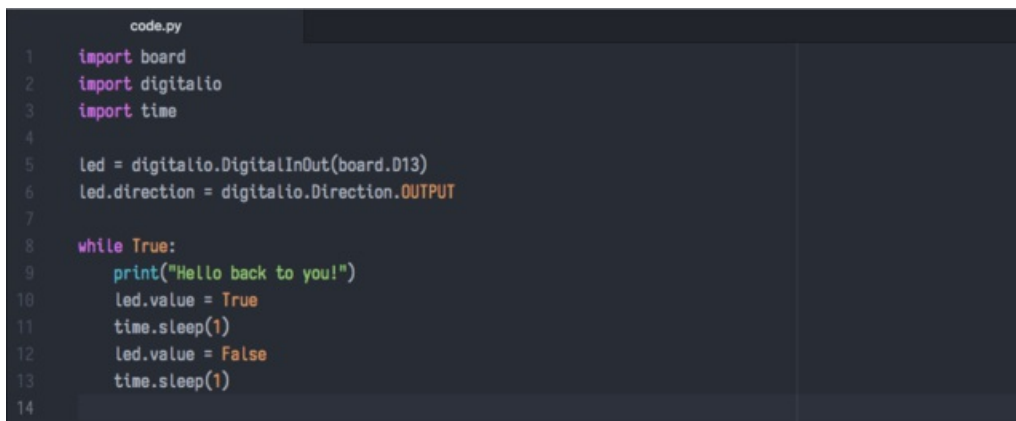 code.py
1 import board
2 import digitalio
3 import time
4
5 led = digitalio.DigitalInOut(board.D13)
6 led.direction = digitalio.Direction.OUTPUT
7
8 while True:
9     print("Hello back to you!")
10     led.value = True
11     time.sleep(1)
12     led.value = False
13     time.sleep(1)
14